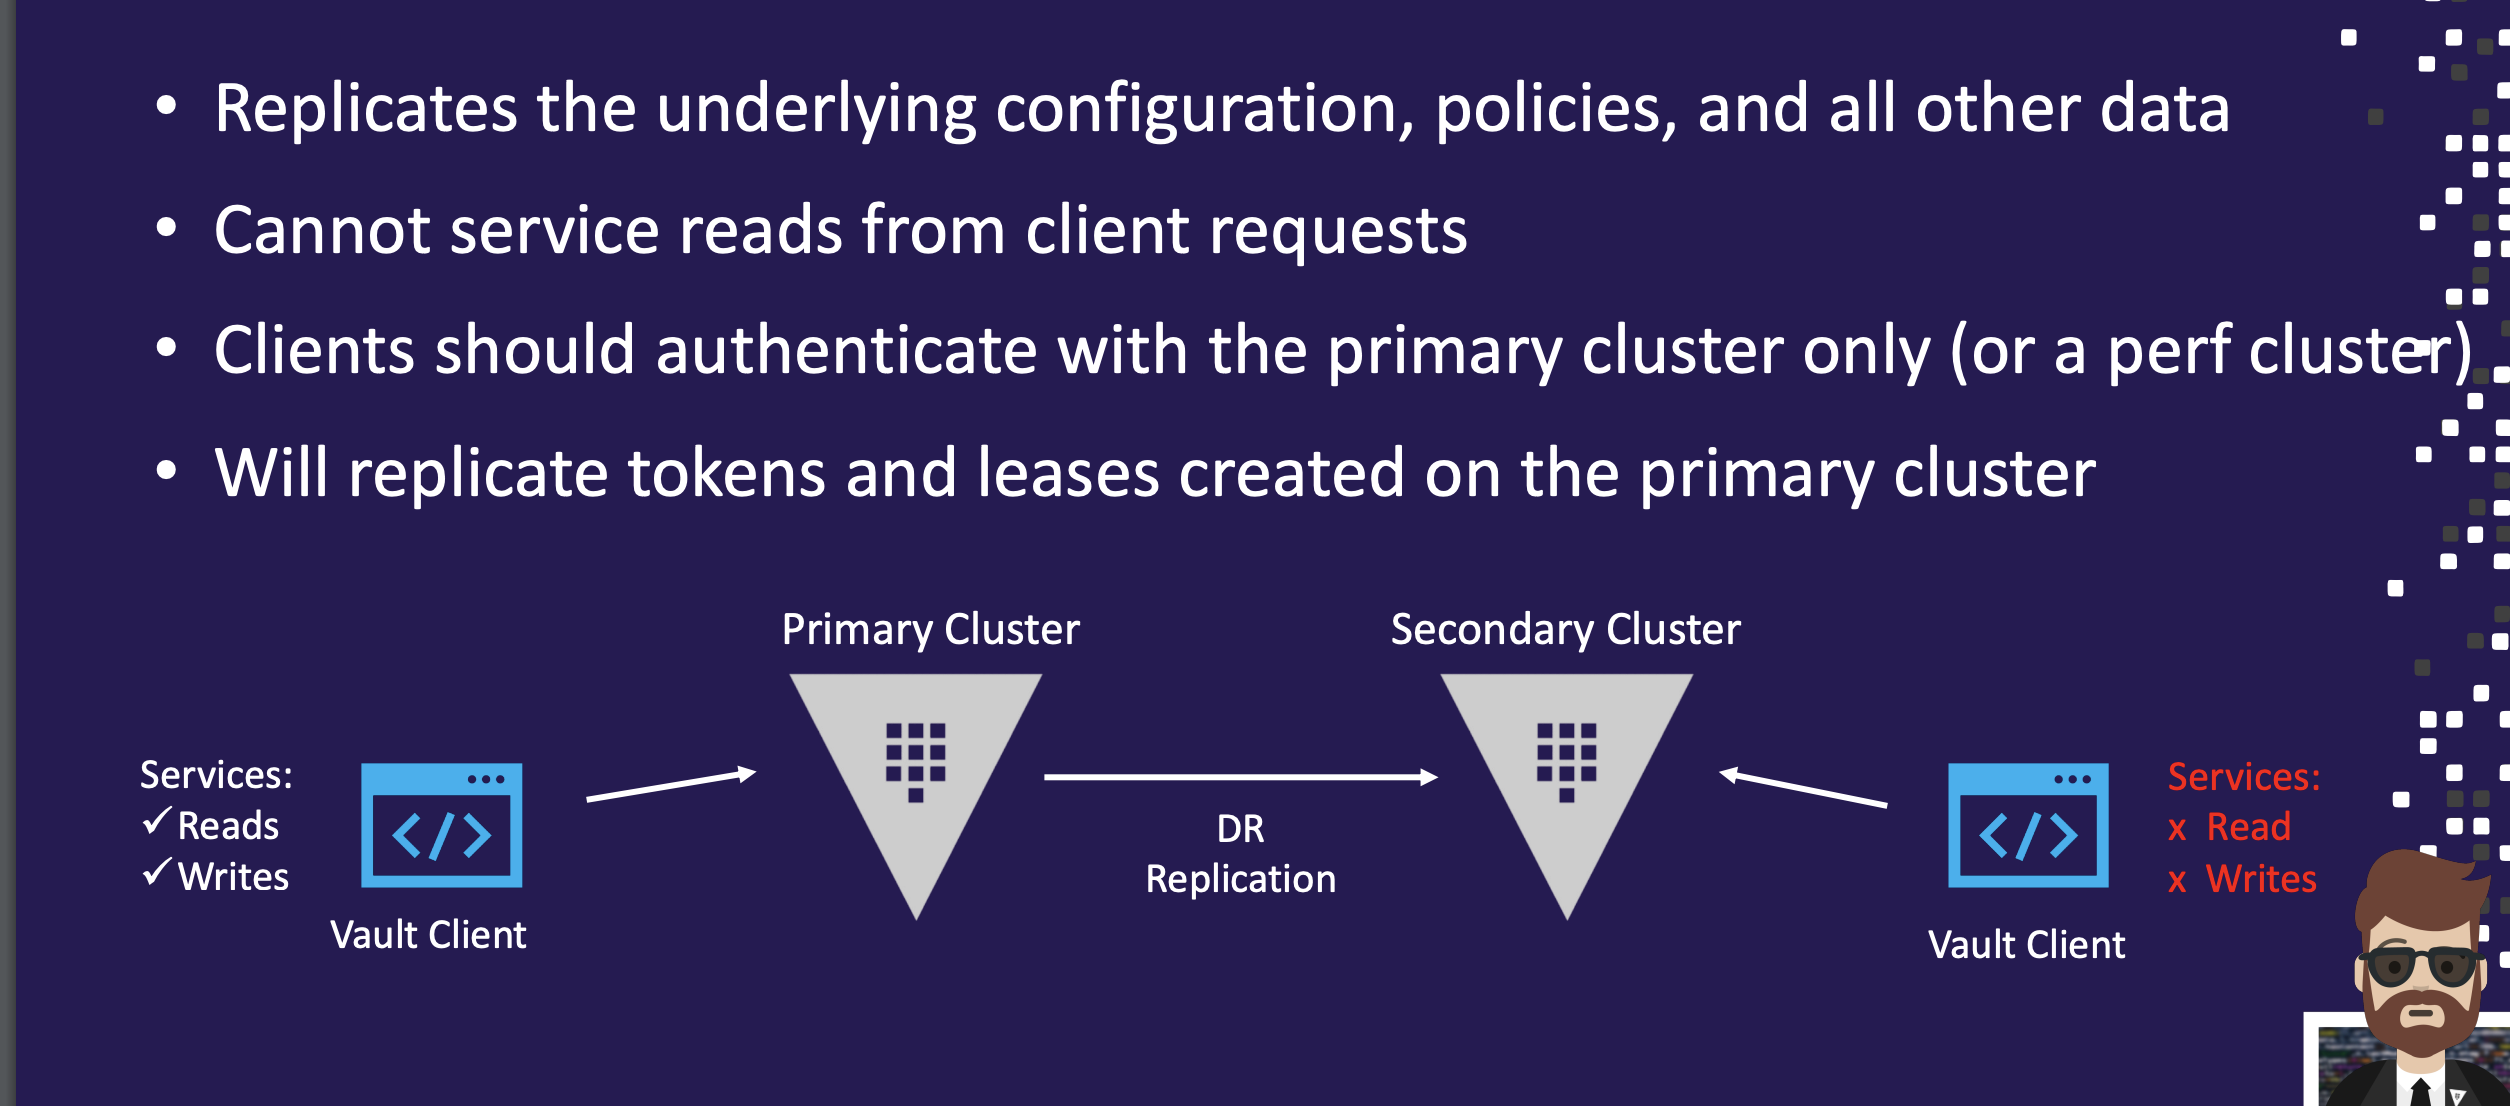 • Replicates the underlying configuration, policies, and all other data
• Cannot service reads from client requests
• Clients should authenticate with the primary cluster only (or a perf cluster)
• Will replicate tokens and leases created on the primary cluster
Primary Cluster
Secondary Cluster
Services:
✓ Reads
✓ Writes
</>
Vault Client
DR
Replication
</>
Vault Client
Services:
x Read
x Writes